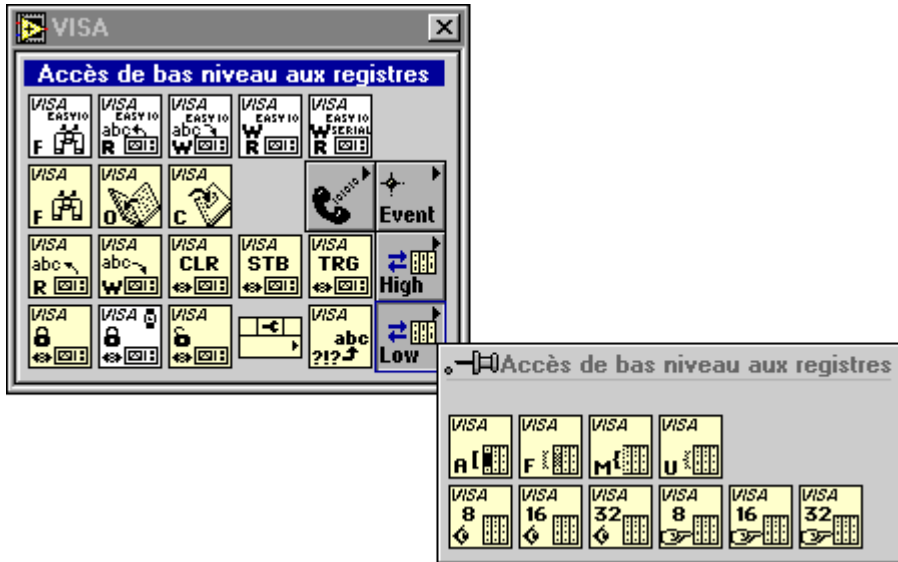 VISA
Accès de bas niveau aux registres
VISA VISA VISA VISA VISA
EASY IO EASY IO EASY IO EASY IO EASY IO
abc abc W W SERIAL
F R W R R
VISA VISA VISA
F O C Event
VISA VISA VISA VISA VISA
abc abc CLR STB TRG
R W High
VISA VISA VISA VISA
abc
?!? Low
Accès de bas niveau aux registres
VISA VISA VISA VISA
A F M U
VISA VISA VISA VISA VISA VISA
8 16 32 8 16 32